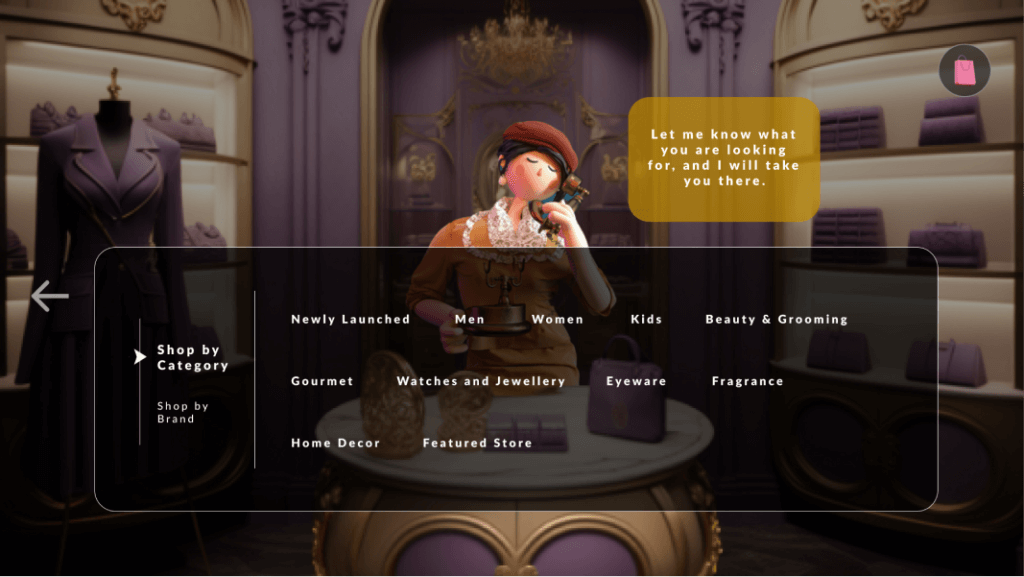 Let me know what
you are looking
for, and I will take
you there.
Newly Launched Men Women Kids Beauty & Grooming
Shop by
Category
Gourmet Watches and Jewellery Eyeware Fragrance
Shop by
Brand
Home Decor Featured Store